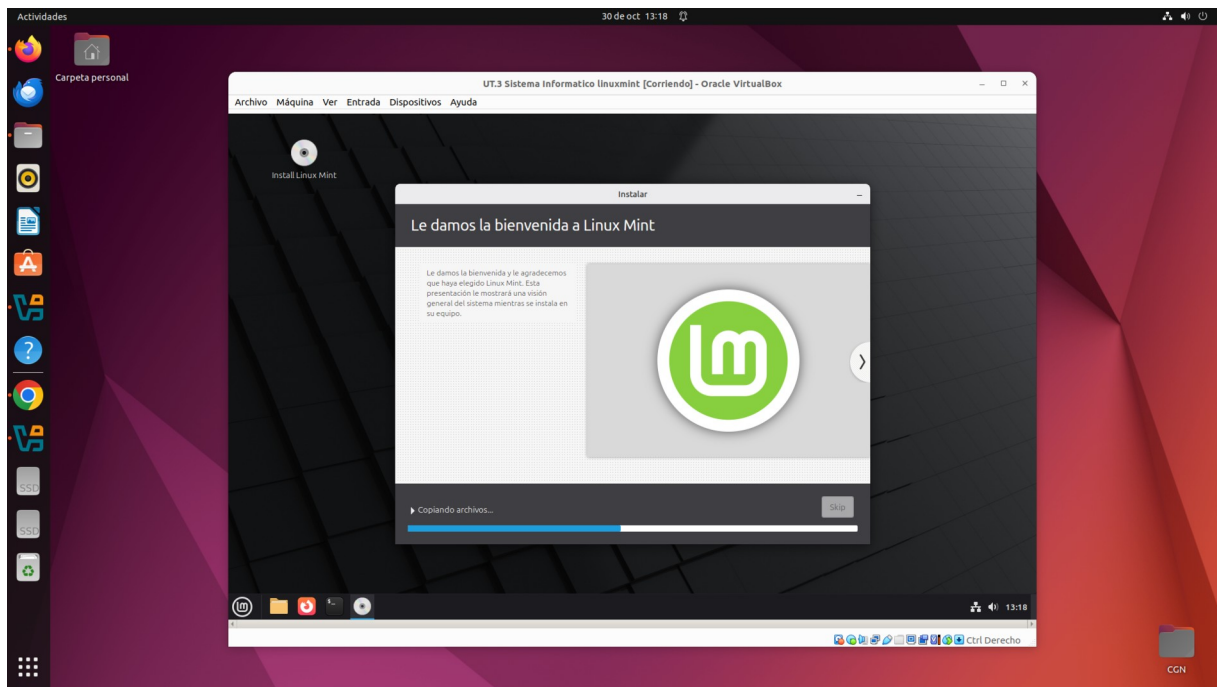 Actividades
30 de oct 13:18
Carpeta personal
UT.3 Sistema Informatico linuxmint [Corriendo] - Oracle VirtualBox
Archivo Máquina Ver Entrada Dispositivos Ayuda
Install Linux Mint
Instalar
Le damos la bienvenida a Linux Mint
Le damos la bienvenida y le agradecemos
que haya elegido Linux Mint. Esta
presentación le mostrará una visión
general del sistema mientras se instala en
su equipo.
Copiando archivos...
Skip
SSD
SSD
13:18
Ctrl Derecho
CGN